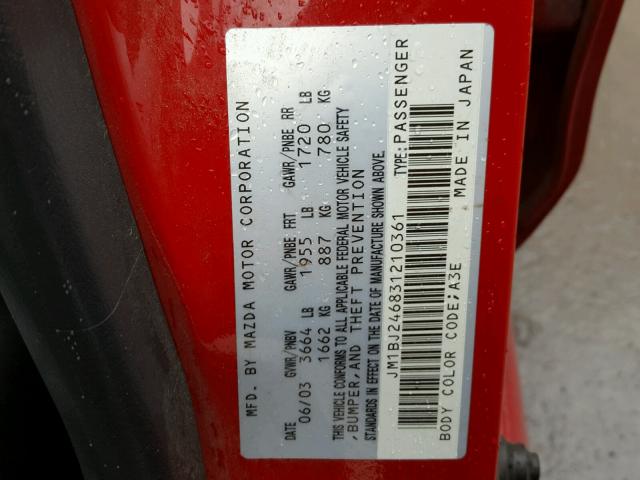 MFD. BY MAZDA MOTOR CORPORATION
GVWR/PNBV GAWR/PNBE FRT GAWR/PNBE RR
DATE 06/03 3664 LB 1955 LB 1720 LB
1662 KG 887 KG 780 KG
THIS VEHICLE CONFORMS TO ALL APPLICABLE FEDERAL MOTOR VEHICLE SAFETY
,BUMPER,AND THEFT PREVENTION
STANDARDS IN EFFECT ON THE DATE OF MANUFACTURE SHOWN ABOVE
JM1BJ246831210361 TYPE:PASSENGER
BODY COLOR CODE;A3E MADE IN JAPAN